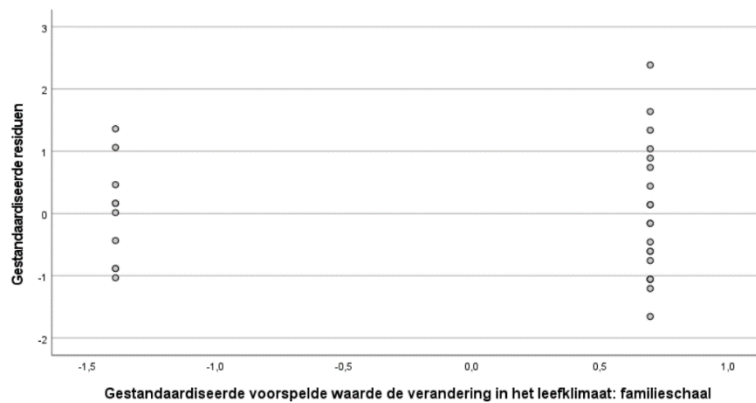 3
2
1
0
-1
-2
Gestandaardiseerde residuen
-1,5 -1,0 -0,5 0,0 0,5 1,0
Gestandaardiseerde voorspelde waarde de verandering in het leefklimaat: familieschaal